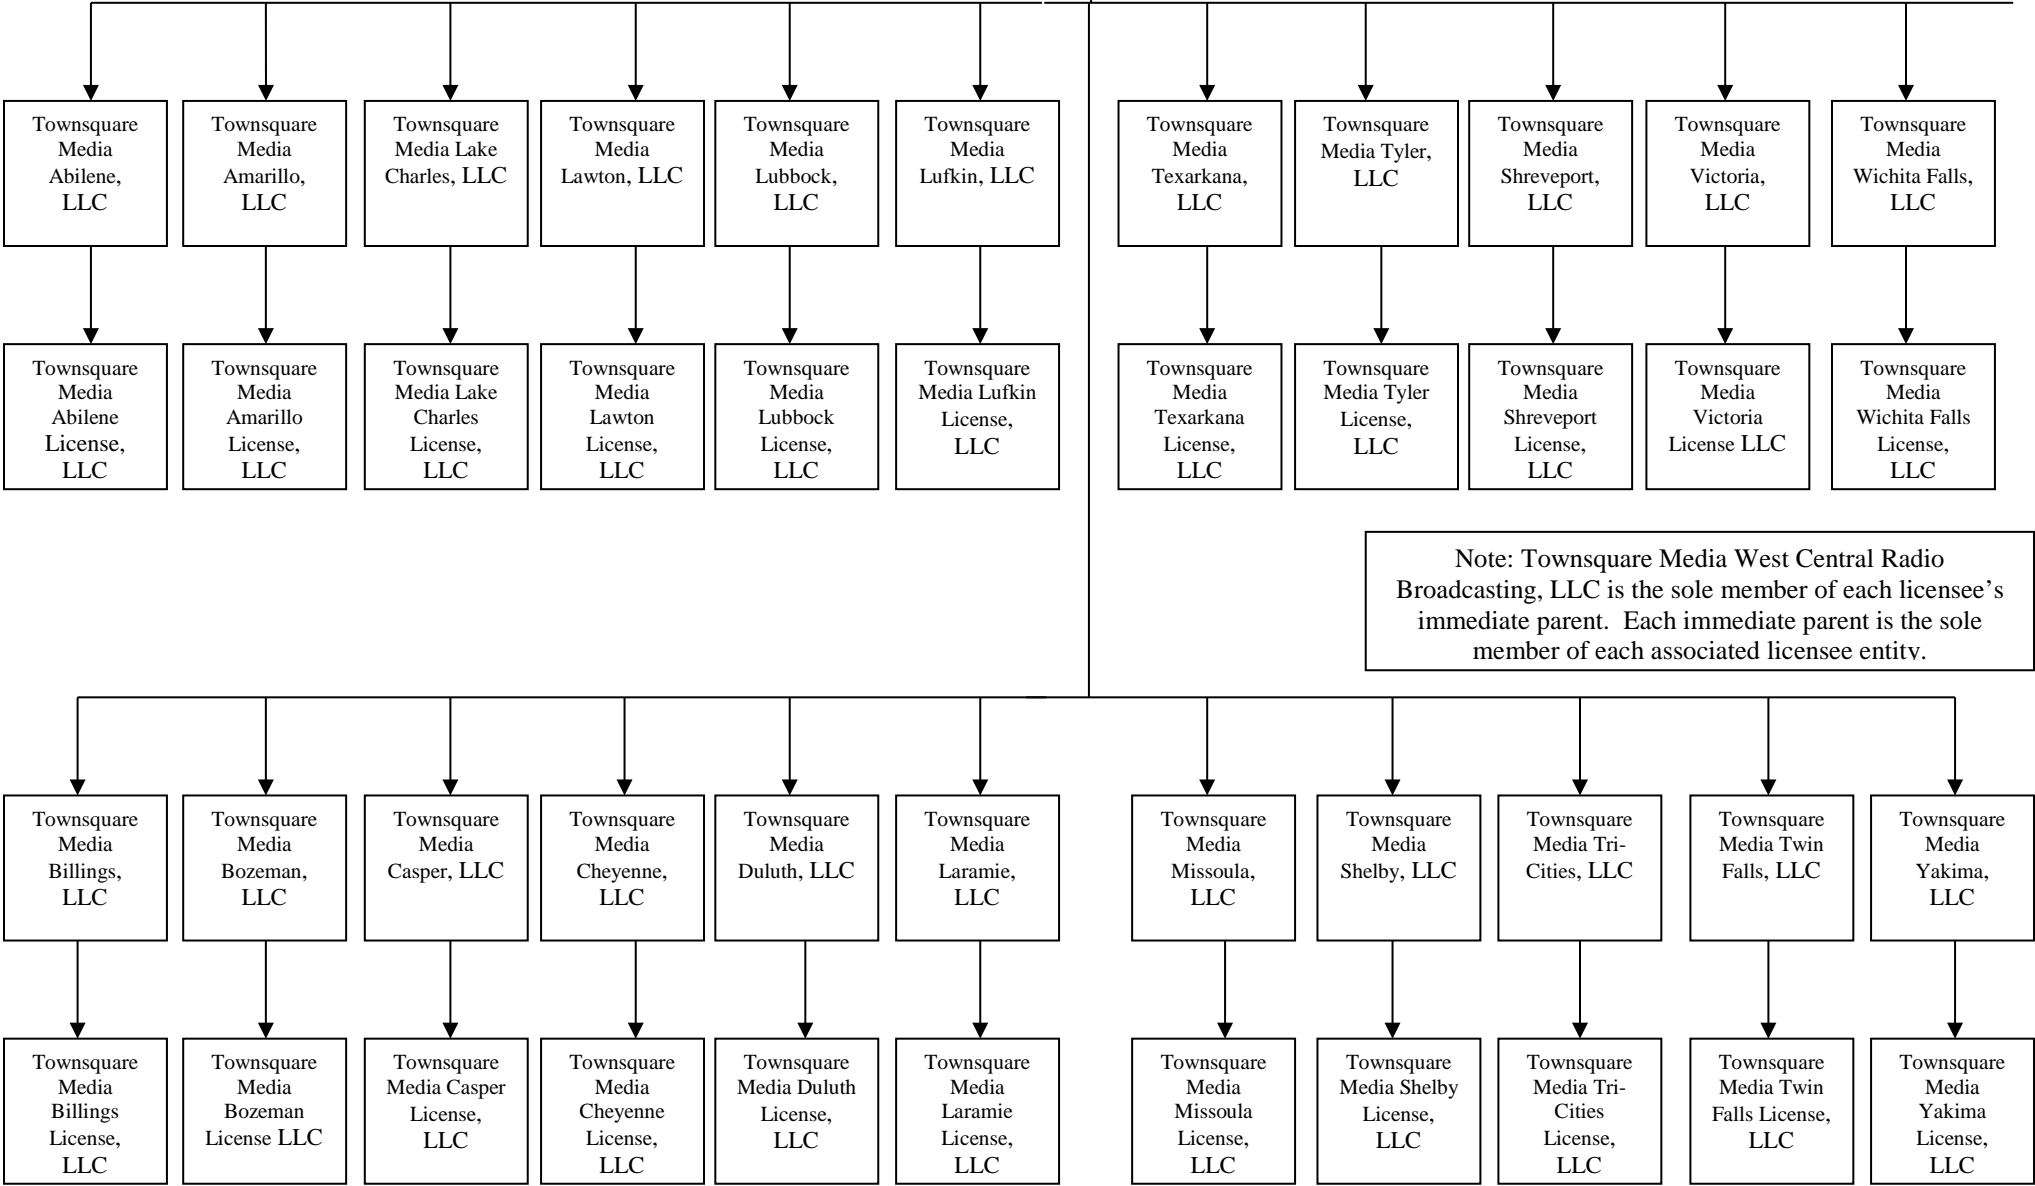 Townsquare
Media
Abilene,
LLC
Townsquare
Media
Amarillo,
LLC
Townsquare
Media Lake
Charles, LLC
Townsquare
Media
Lawton, LLC
Townsquare
Media
Lubbock,
LLC
Townsquare
Media
Lufkin, LLC
Townsquare
Media
Texarkana,
LLC
Townsquare
Media Tyler,
LLC
Townsquare
Media
Shreveport,
LLC
Townsquare
Media
Victoria,
LLC
Townsquare
Media
Wichita Falls,
LLC
Townsquare
Media
Abilene
License,
LLC
Townsquare
Media
Amarillo
License,
LLC
Townsquare
Media Lake
Charles
License,
LLC
Townsquare
Media
Lawton
License,
LLC
Townsquare
Media
Lubbock
License,
LLC
Townsquare
Media Lufkin
License,
LLC
Townsquare
Media
Texarkana
License,
LLC
Townsquare
Media Tyler
License,
LLC
Townsquare
Media
Shreveport
License,
LLC
Townsquare
Media
Victoria
License LLC
Townsquare
Media
Wichita Falls
License,
LLC
Note: Townsquare Media West Central Radio
Broadcasting, LLC is the sole member of each licensee’s
immediate parent. Each immediate parent is the sole
member of each associated licensee entity.
Townsquare
Media
Billings,
LLC
Townsquare
Media
Bozeman,
LLC
Townsquare
Media
Casper, LLC
Townsquare
Media
Cheyenne,
LLC
Townsquare
Media
Duluth, LLC
Townsquare
Media
Laramie,
LLC
Townsquare
Media
Missoula,
LLC
Townsquare
Media
Shelby, LLC
Townsquare
Media Tri-
Cities, LLC
Townsquare
Media Twin
Falls, LLC
Townsquare
Media
Yakima,
LLC
Townsquare
Media
Billings
License,
LLC
Townsquare
Media
Bozeman
License LLC
Townsquare
Media Casper
License,
LLC
Townsquare
Media
Cheyenne
License,
LLC
Townsquare
Media Duluth
License,
LLC
Townsquare
Media
Laramie
License,
LLC
Townsquare
Media
Missoula
License,
LLC
Townsquare
Media Shelby
License,
LLC
Townsquare
Media Tri-
Cities
License,
LLC
Townsquare
Media Twin
Falls License,
LLC
Townsquare
Media
Yakima
License,
LLC